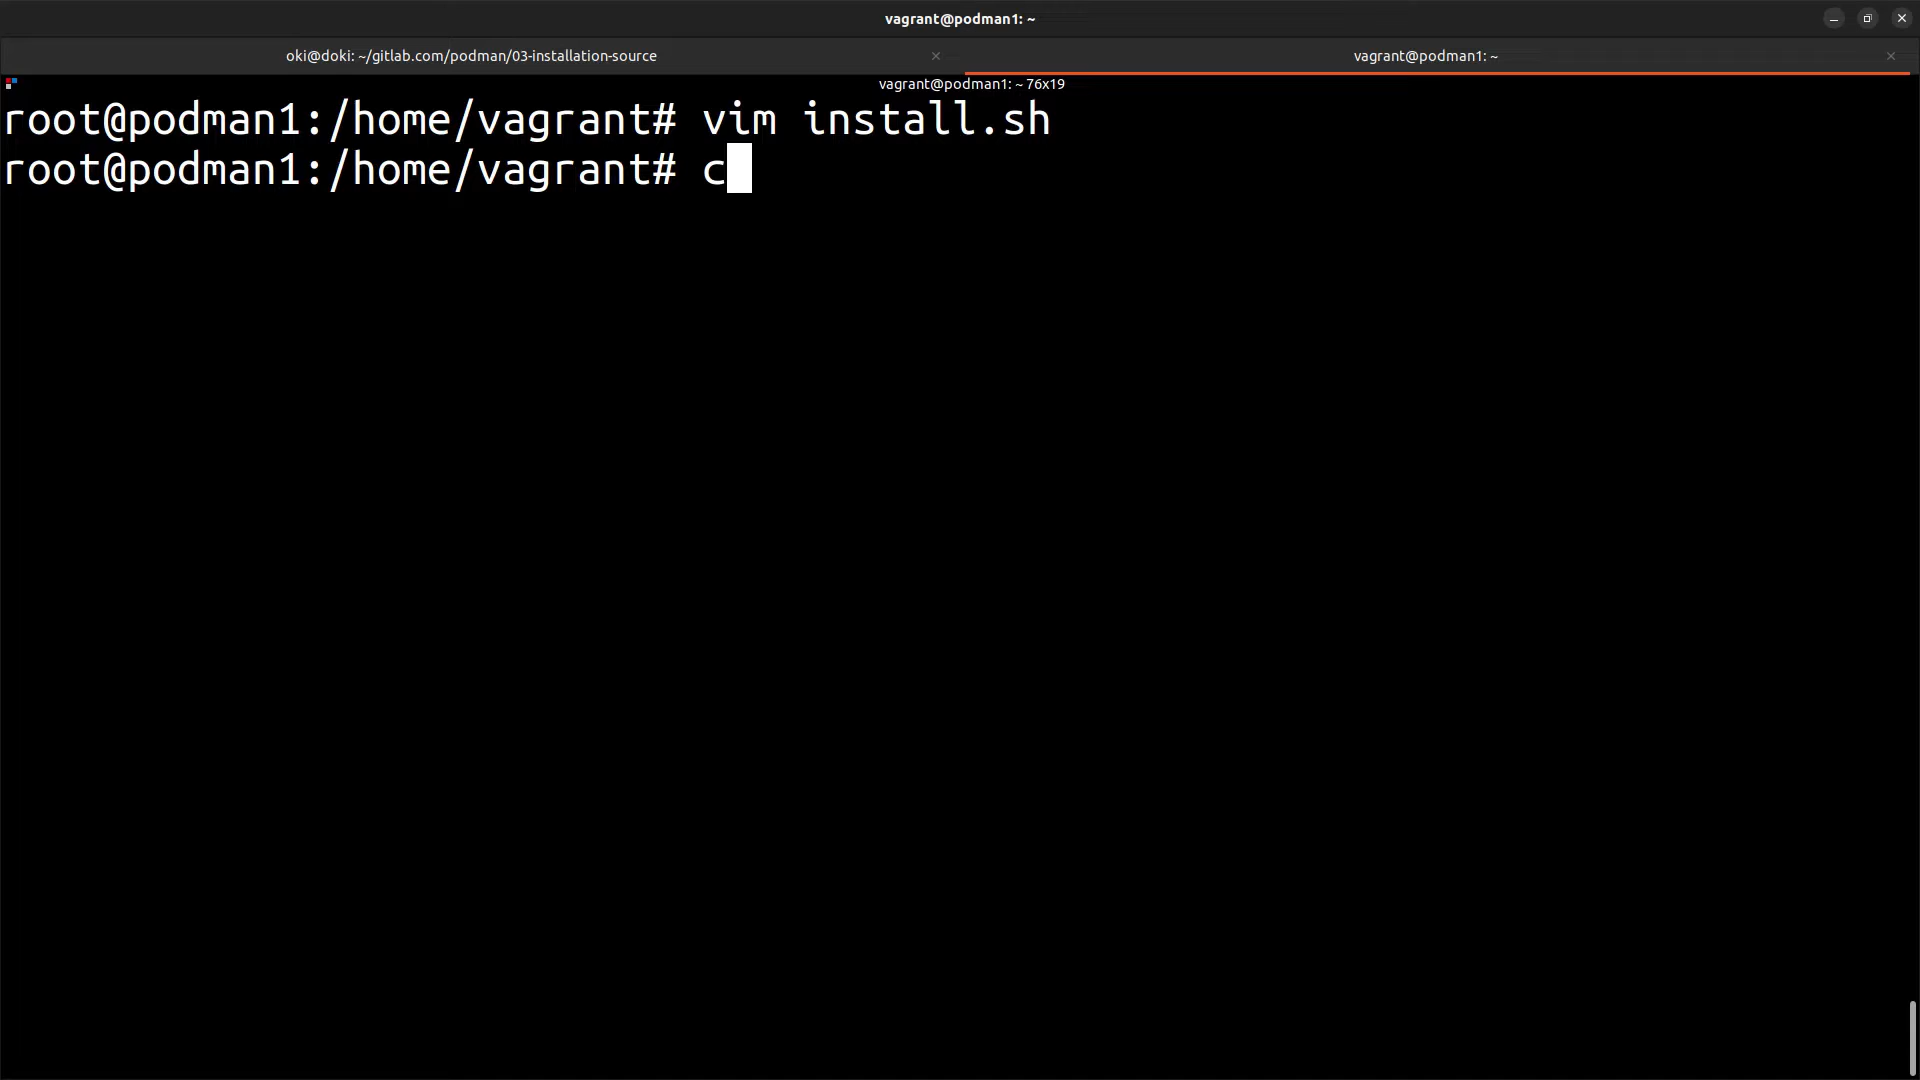 vagrant@podman1: ~
oki@doki: ~/gitlab.com/podman/03-installation-source
vagrant@podman1: ~
vagrant@podman1: ~ 76x19
root@podman1:/home/vagrant# vim install.sh
root@podman1:/home/vagrant# c